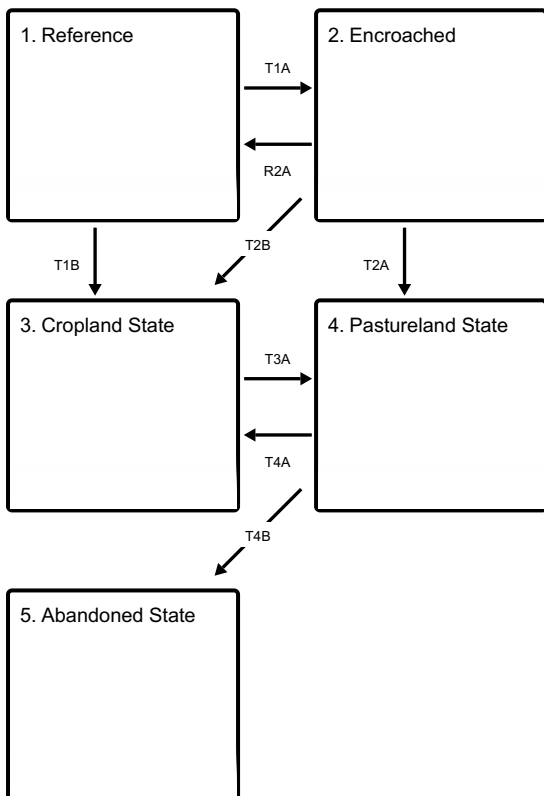 1. Reference
2. Encroached
T1A
R2A
T1B
T2B
T2A
3. Cropland State
4. Pastureland State
T3A
T4A
T4B
5. Abandoned State